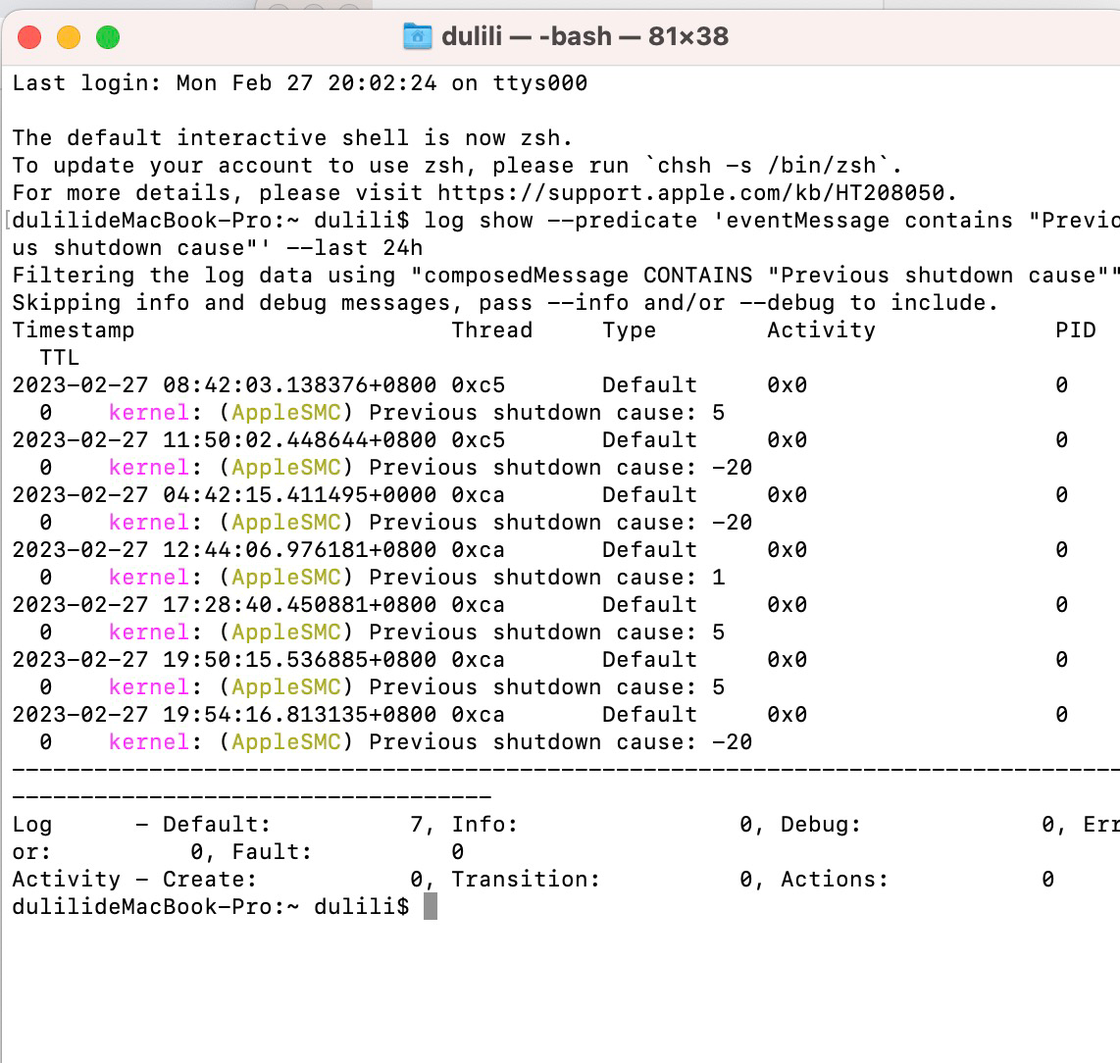 dulili — -bash — 81×38
Last login: Mon Feb 27 20:02:24 on ttys000
The default interactive shell is now zsh.
To update your account to use zsh, please run `chsh -s /bin/zsh`.
For more details, please visit https://support.apple.com/kb/HT208050.
[dulilideMacBook-Pro:~ dulili$ log show --predicate 'eventMessage contains "Previo
us shutdown cause"' --last 24h
Filtering the log data using "composedMessage CONTAINS "Previous shutdown cause""
Skipping info and debug messages, pass --info and/or --debug to include.
Timestamp                       Thread     Type        Activity             PID
  TTL
2023-02-27 08:42:03.138376+0800 0xc5       Default     0x0                  0
  0    kernel: (AppleSMC) Previous shutdown cause: 5
2023-02-27 11:50:02.448644+0800 0xc5       Default     0x0                  0
  0    kernel: (AppleSMC) Previous shutdown cause: -20
2023-02-27 04:42:15.411495+0000 0xca       Default     0x0                  0
  0    kernel: (AppleSMC) Previous shutdown cause: -20
2023-02-27 12:44:06.976181+0800 0xca       Default     0x0                  0
  0    kernel: (AppleSMC) Previous shutdown cause: 1
2023-02-27 17:28:40.450881+0800 0xca       Default     0x0                  0
  0    kernel: (AppleSMC) Previous shutdown cause: 5
2023-02-27 19:50:15.536885+0800 0xca       Default     0x0                  0
  0    kernel: (AppleSMC) Previous shutdown cause: 5
2023-02-27 19:54:16.813135+0800 0xca       Default     0x0                  0
  0    kernel: (AppleSMC) Previous shutdown cause: -20
---------------------------------------------------------------------------------
-----------------------------------
Log      - Default:          7, Info:                0, Debug:             0, Err
or:          0, Fault:          0
Activity - Create:           0, Transition:          0, Actions:           0
dulilideMacBook-Pro:~ dulili$